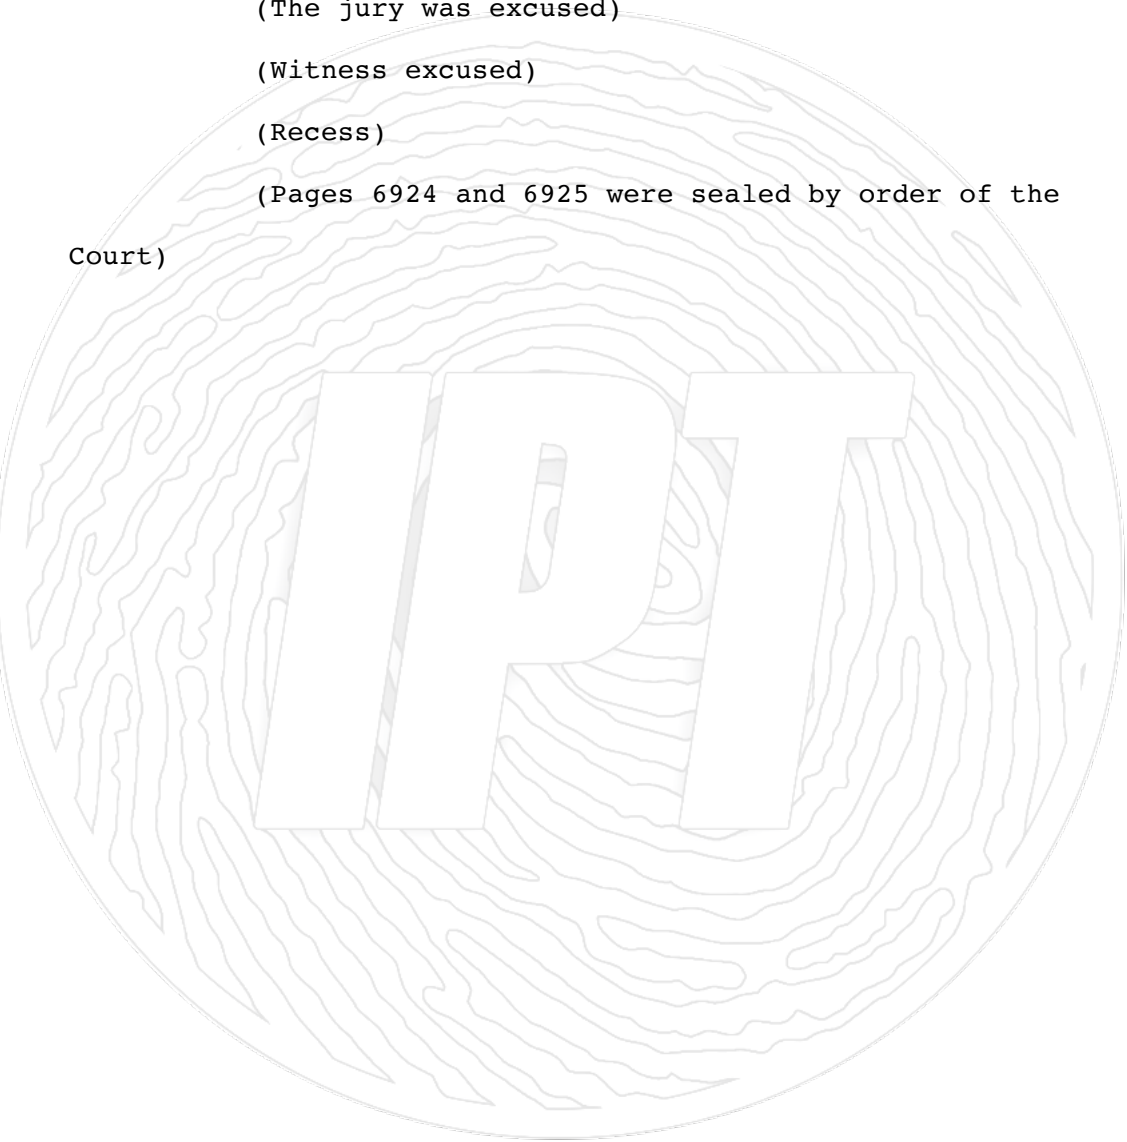 (The jury was excused)
(Witness excused)
(Recess)
(Pages 6924 and 6925 were sealed by order of the
Court)
IPT